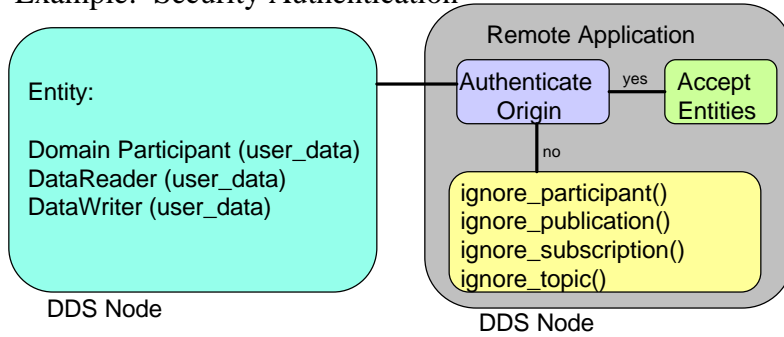 Example: Security Authentication
Entity:
Domain Participant (user_data)
DataReader (user_data)
DataWriter (user_data)
DDS Node
Remote Application
Authenticate
Origin
yes
Accept
Entities
no
ignore_participant()
ignore_publication()
ignore_subscription()
ignore_topic()
DDS Node